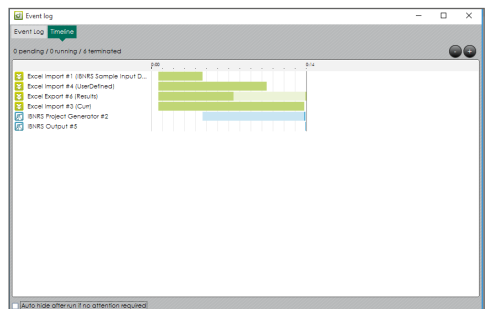 Event log
Event Log Timeline
0 pending / 0 running / 6 terminated
- +
0:00 0:14
Excel Import #1 (IBNRS Sample Input D...
Excel Import #4 (UserDefined)
Excel Export #6 (Results)
Excel Import #3 (Curr)
IBNRS Project Generator #2
IBNRS Output #5
Auto hide after run if no attention required